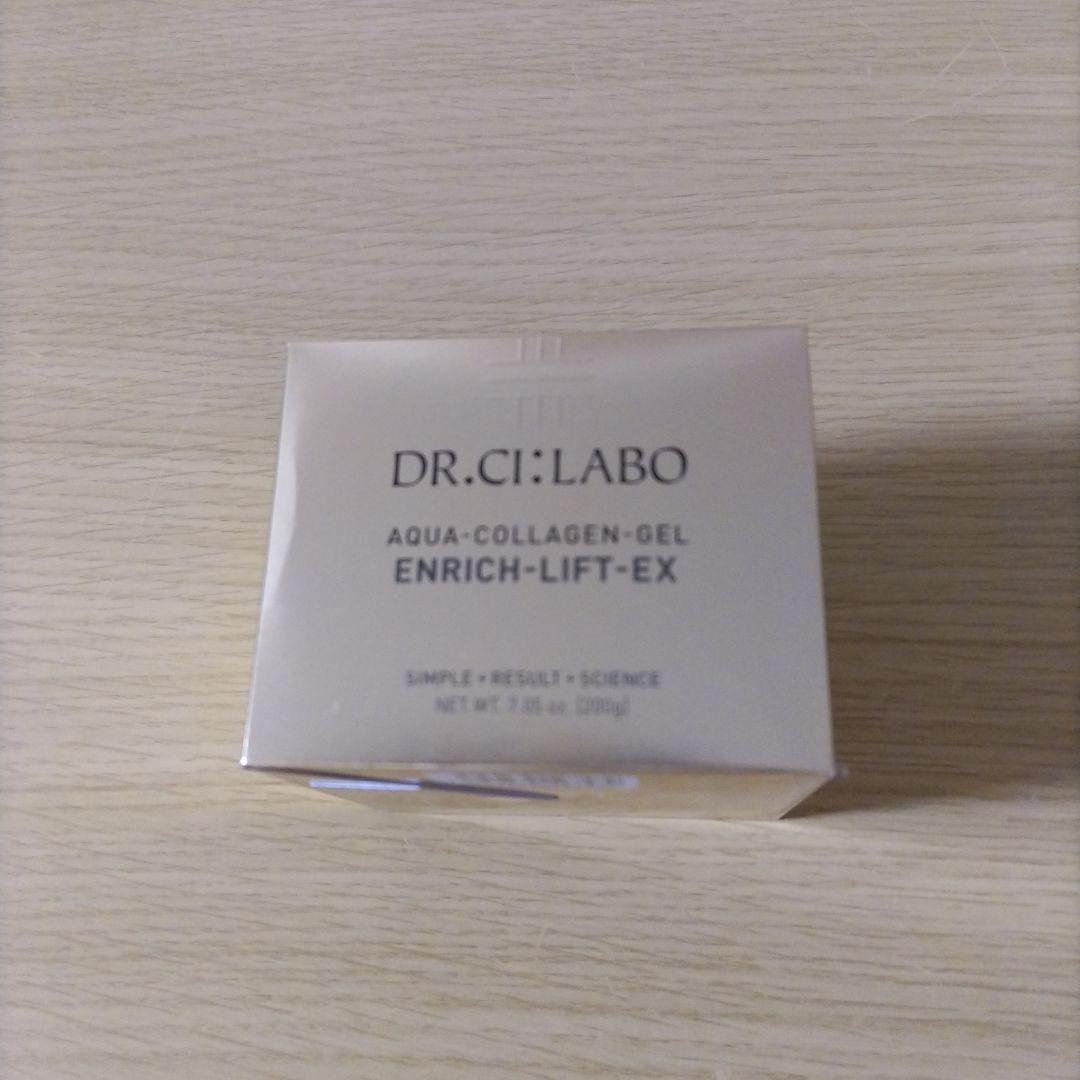 DR.CI:LABO
AQUA-COLLAGEN-GEL
ENRICH-LIFT-EX
SIMPLE • RESULT • SCIENCE
NET WT. 7.05 oz. (200g)